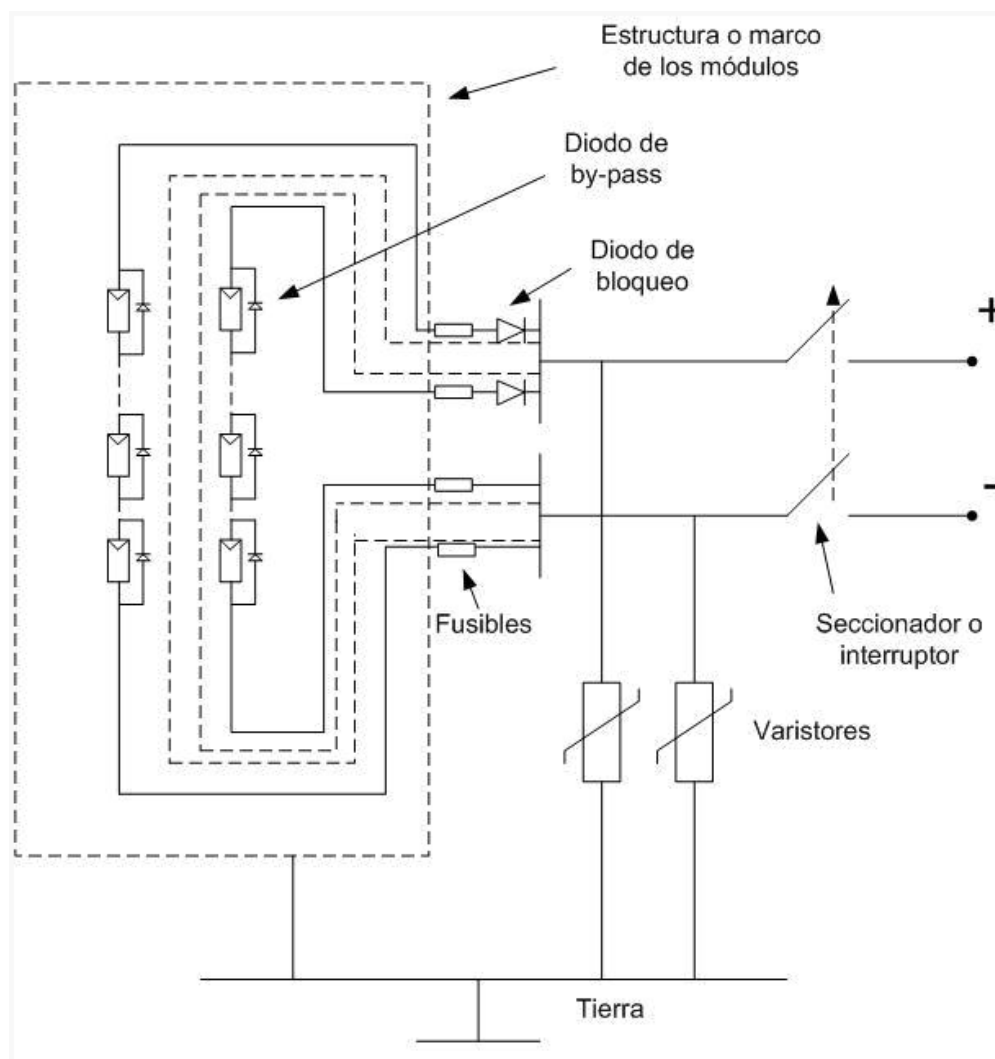 Estructura o marco
de los módulos
Diodo de
by-pass
Diodo de
bloqueo
+
-
Fusibles
Seccionador o
interruptor
Varistores
Tierra